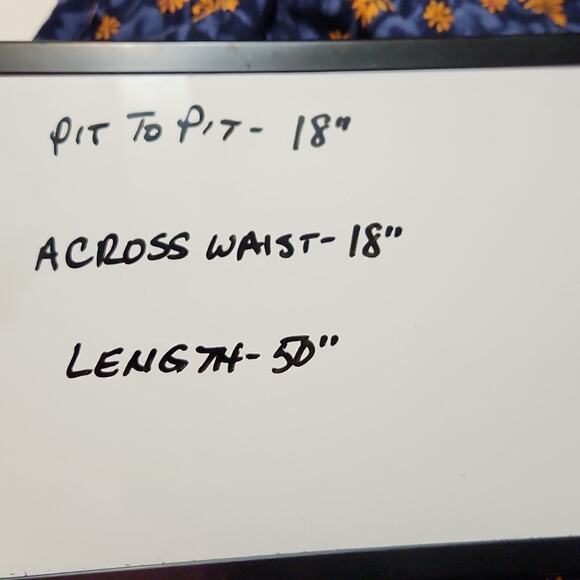 PIT TO PIT- 18"
ACROSS WAIST- 18"
LENGTH- 50"